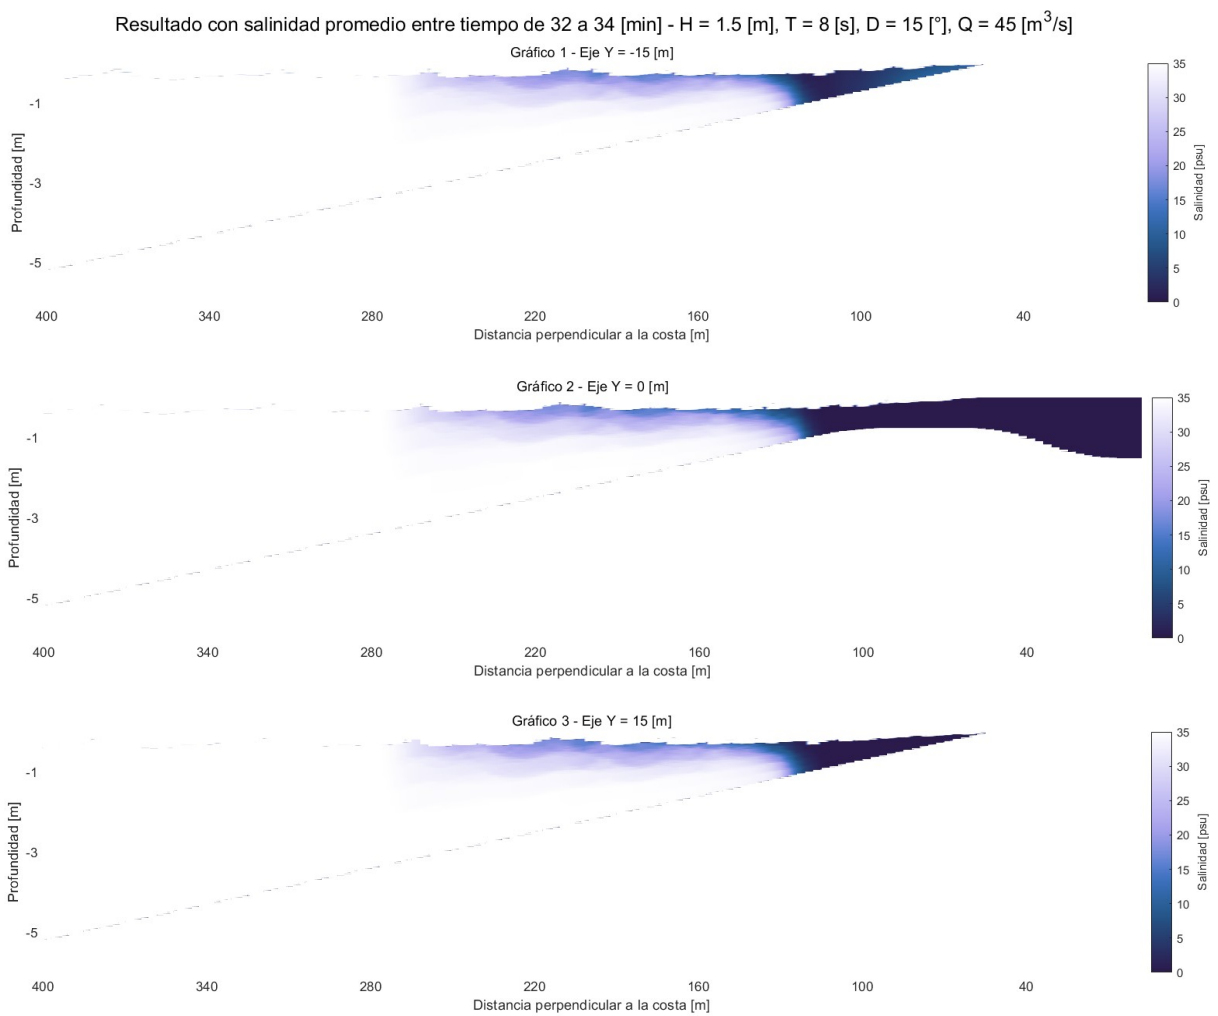 Resultado con salinidad promedio entre tiempo de 32 a 34 [min] - H = 1.5 [m], T = 8 [s], D = 15 [°], Q = 45 [m³/s]
Gráfico 1 - Eje Y = -15 [m]
Profundidad [m]
-1
-3
-5
400 340 280 220 160 100 40
Distancia perpendicular a la costa [m]
35
30
25
20
15
10
5
0
Salinidad [psu]
Gráfico 2 - Eje Y = 0 [m]
Profundidad [m]
-1
-3
-5
400 340 280 220 160 100 40
Distancia perpendicular a la costa [m]
35
30
25
20
15
10
5
0
Salinidad [psu]
Gráfico 3 - Eje Y = 15 [m]
Profundidad [m]
-1
-3
-5
400 340 280 220 160 100 40
Distancia perpendicular a la costa [m]
35
30
25
20
15
10
5
0
Salinidad [psu]